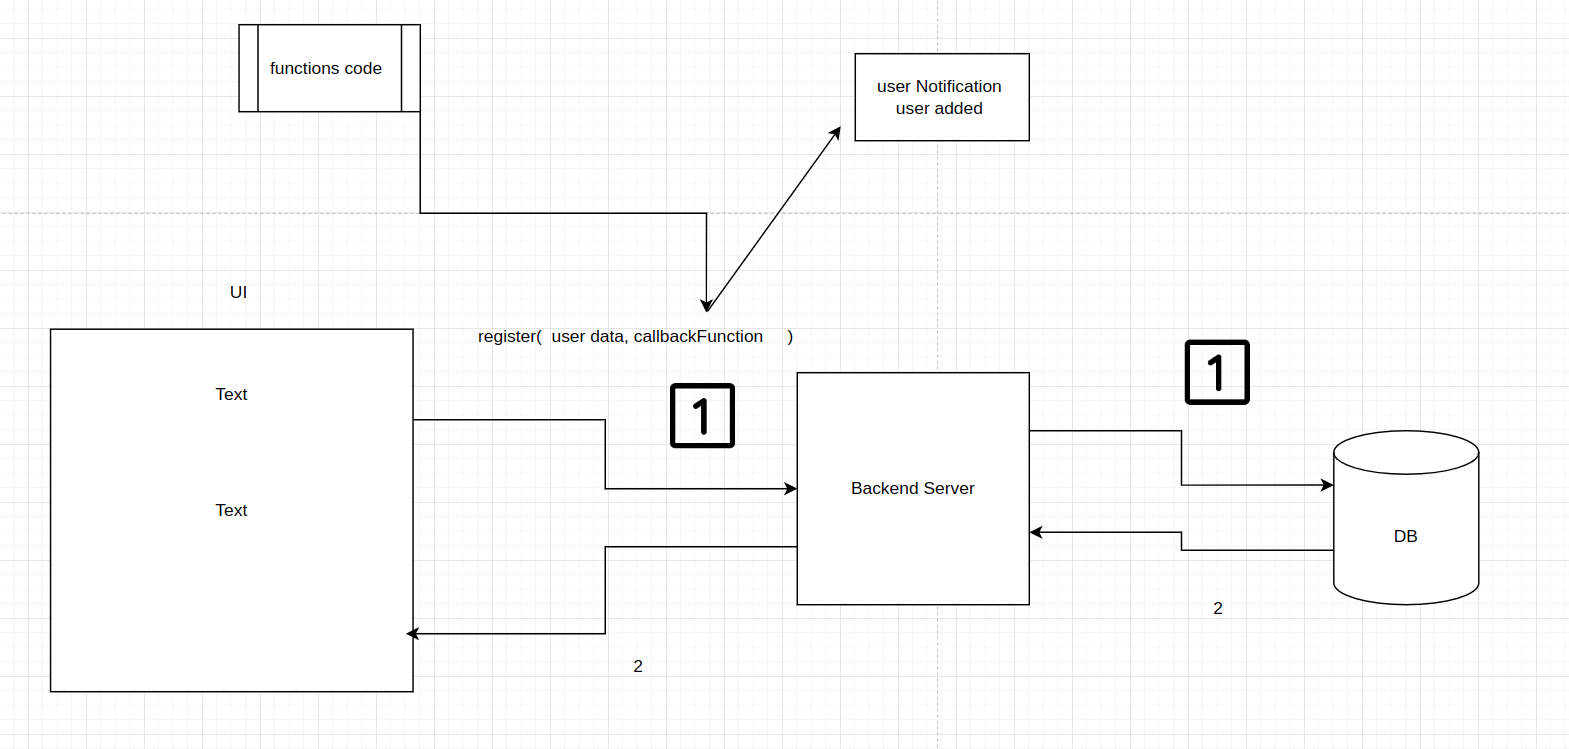 functions code
user Notification
user added
UI
register( user data, callbackFunction )
1
1
Text
Text
Backend Server
DB
2
2